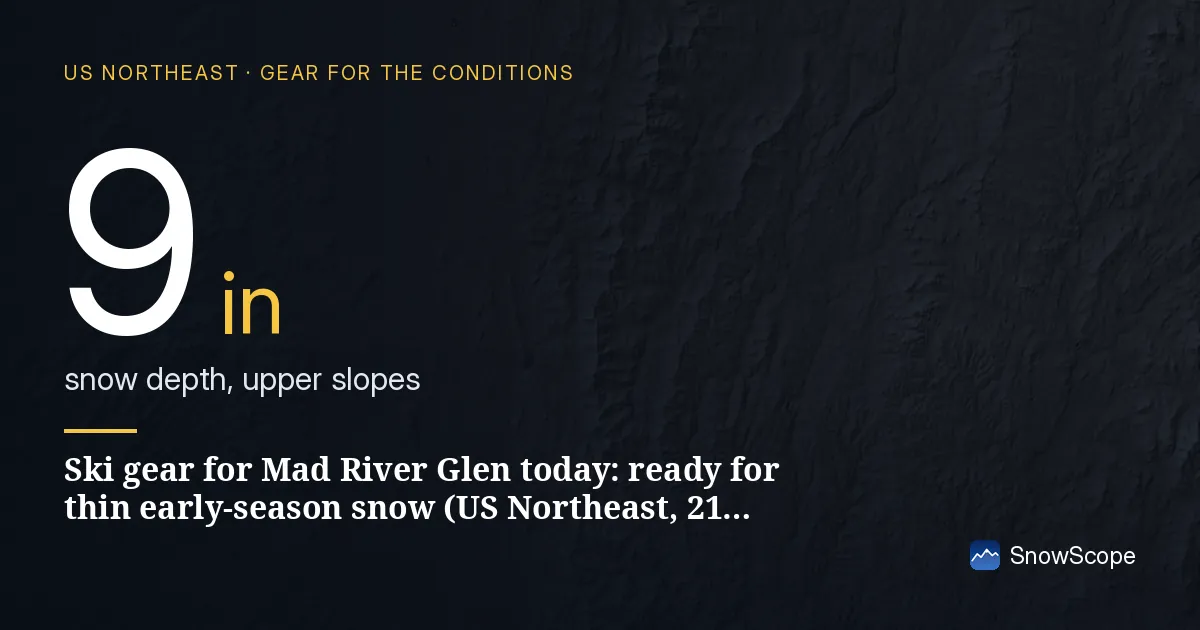 US NORTHEAST · GEAR FOR THE CONDITIONS
9 in
snow depth, upper slopes
Ski gear for Mad River Glen today: ready for
thin early-season snow (US Northeast, 21...
SnowScope